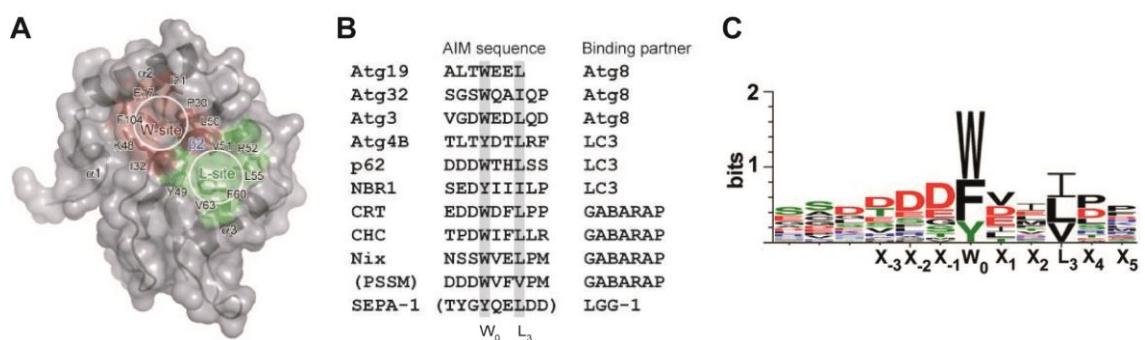 A
α2
I21
E17
P30
L50
F104
W-site
K48
β2
V51
R52
I32
L-site
L55
α1
Y49
F60
V63
α3
B
AIM sequence Binding partner
Atg19 ALTWEEL Atg8
Atg32 SGSWQAIQP Atg8
Atg3 VGDWEDLQD Atg8
Atg4B TLTYDTLRF LC3
p62 DDDWTHLSS LC3
NBR1 SEDYIIILP LC3
CRT EDDWDFLPP GABARAP
CHC TPDWIFLLR GABARAP
Nix NSSWVELPM GABARAP
(PSSM) DDDWVFVPM GABARAP
SEPA-1 (TYGYQELDD) LGG-1
W0 L3
C
2
1
bits
W
F
Y
X-3 X-2 X-1 W0 X1 X2 L3 X4 X5